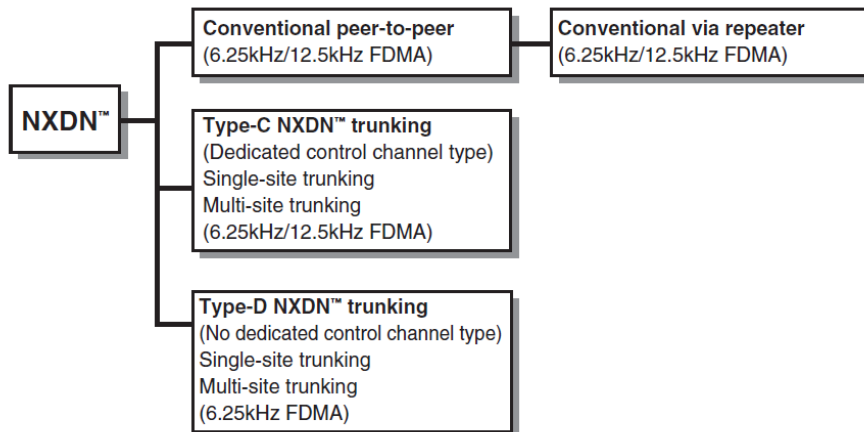 NXDN™
Conventional peer-to-peer
(6.25kHz/12.5kHz FDMA)
Conventional via repeater
(6.25kHz/12.5kHz FDMA)
Type-C NXDN™ trunking
(Dedicated control channel type)
Single-site trunking
Multi-site trunking
(6.25kHz/12.5kHz FDMA)
Type-D NXDN™ trunking
(No dedicated control channel type)
Single-site trunking
Multi-site trunking
(6.25kHz FDMA)